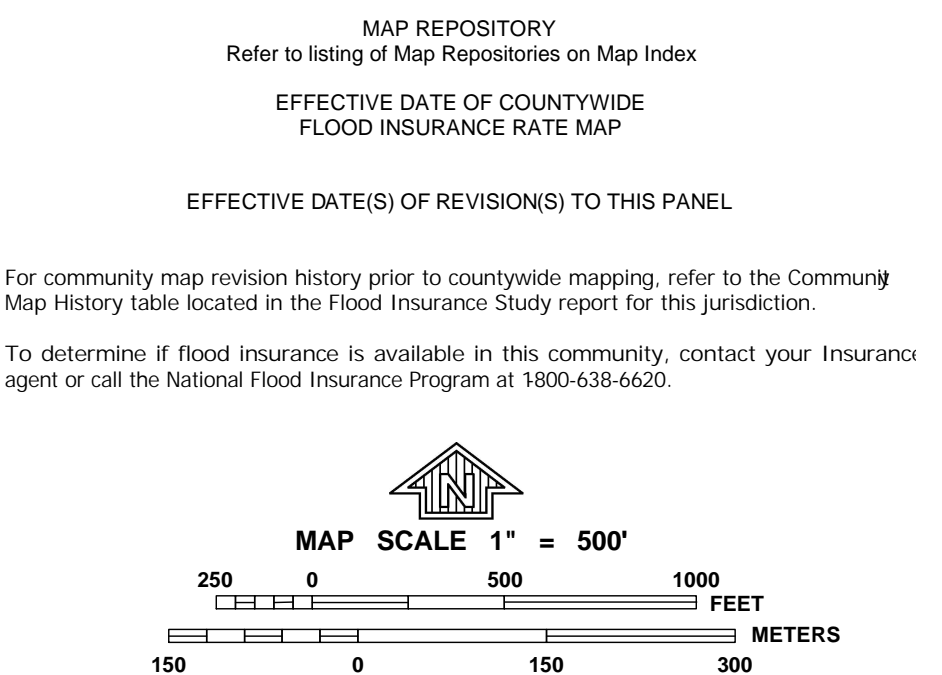 MAP REPOSITORY
Refer to listing of Map Repositories on Map Index
EFFECTIVE DATE OF COUNTYWIDE
FLOOD INSURANCE RATE MAP
EFFECTIVE DATE(S) OF REVISION(S) TO THIS PANEL
For community map revision history prior to countywide mapping, refer to the Community
Map History table located in the Flood Insurance Study report for this jurisdiction.
To determine if flood insurance is available in this community, contact your Insurance
agent or call the National Flood Insurance Program at 1-800-638-6620.
N
MAP SCALE 1" = 500'
250 0 500 1000
FEET
METERS
150 0 150 300